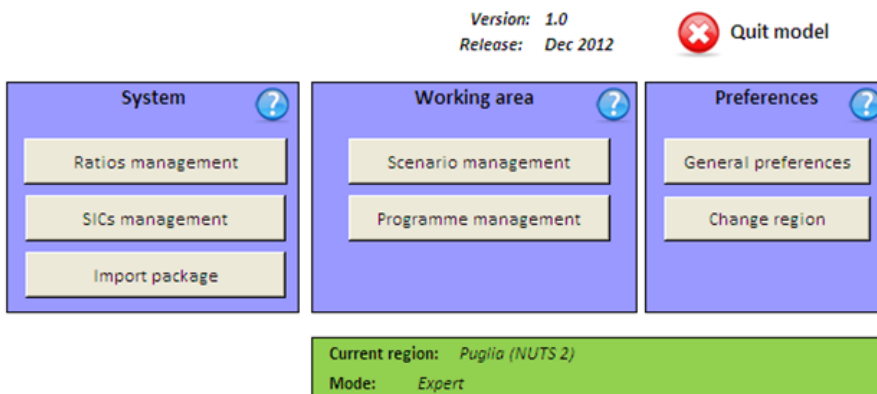 Version: 1.0
Release: Dec 2012
Quit model
System
Working area
Preferences
Ratios management
Scenario management
General preferences
SICs management
Programme management
Change region
Import package
Current region: Puglia (NUTS 2)
Mode: Expert